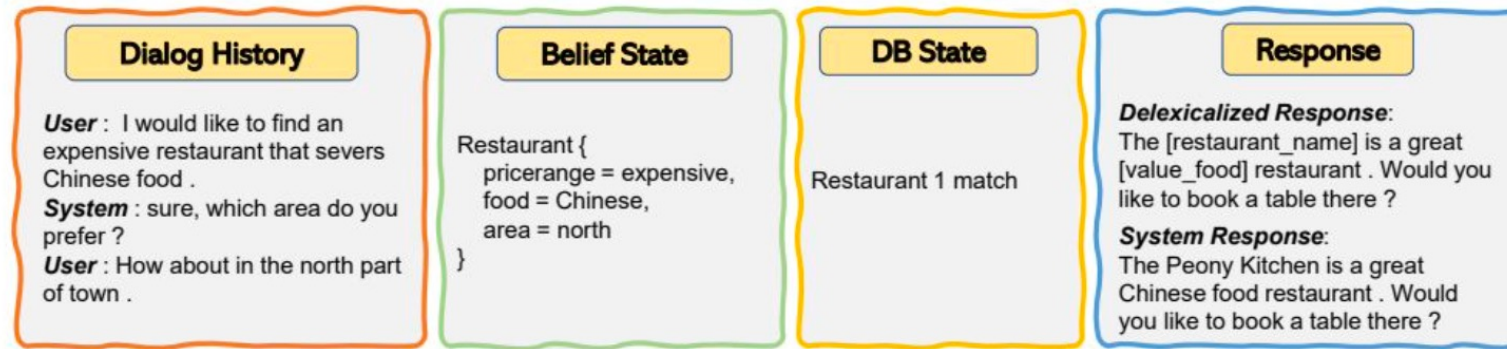 Dialog History
User : I would like to find an
expensive restaurant that severs
Chinese food .
System : sure, which area do you
prefer ?
User : How about in the north part
of town .
Belief State
Restaurant {
pricerange = expensive,
food = Chinese,
area = north
}
DB State
Restaurant 1 match
Response
Delexicalized Response:
The [restaurant_name] is a great
[value_food] restaurant . Would you
like to book a table there ?
System Response:
The Peony Kitchen is a great
Chinese food restaurant . Would
you like to book a table there ?